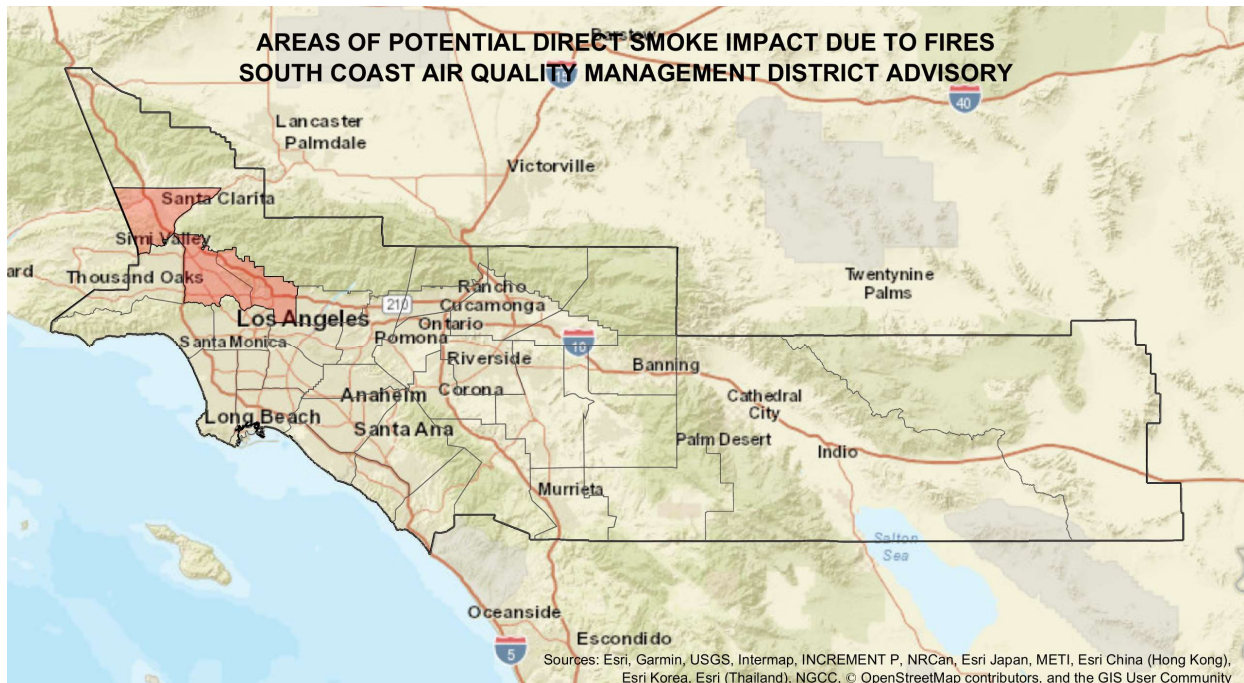 Barstow
AREAS OF POTENTIAL DIRECT SMOKE IMPACT DUE TO FIRES
SOUTH COAST AIR QUALITY MANAGEMENT DISTRICT ADVISORY
15
40
Lancaster
Palmdale
Victorville
Santa Clarita
Simi Valley
ard
Thousand Oaks
Twentynine
Palms
Rancho
Cucamonga
210
Los Angeles
Ontario
Pomona
Santa Monica
10
Riverside
Banning
Corona
Anaheim
Cathedral
City
Long Beach
Santa Ana
Palm Desert
Indio
Murrieta
Salton
Sea
Oceanside
Escondido
5
Sources: Esri, Garmin, USGS, Intermap, INCREMENT P, NRCan, Esri Japan, METI, Esri China (Hong Kong),
Esri Korea, Esri (Thailand), NGCC, © OpenStreetMap contributors, and the GIS User Community